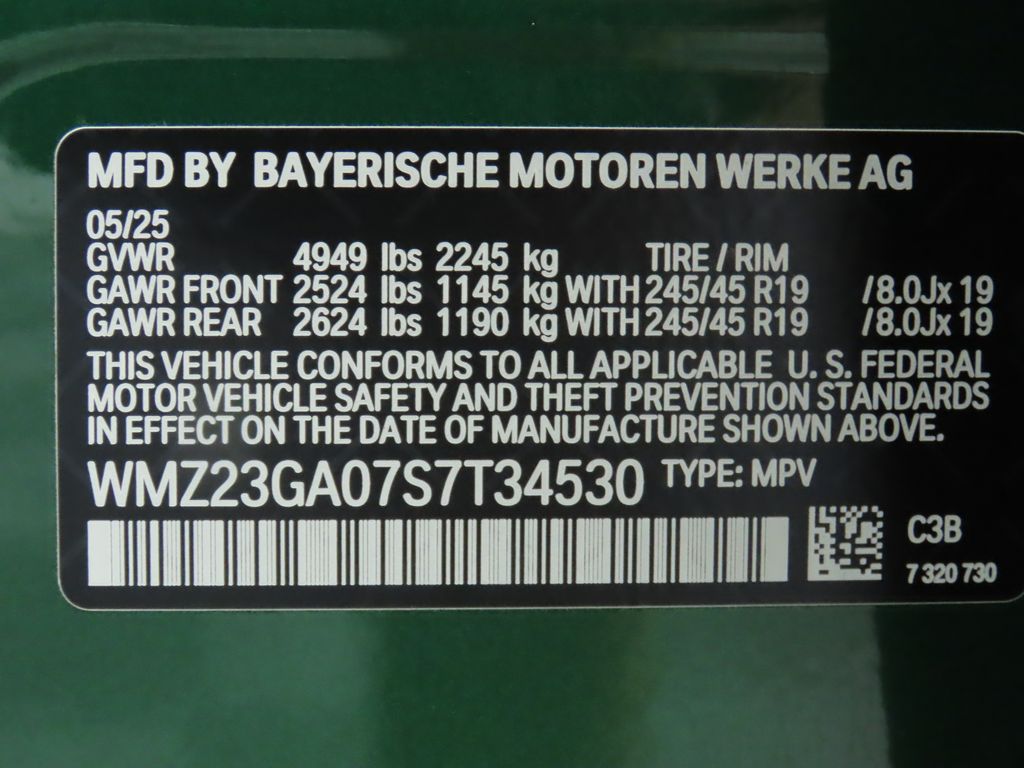 MFD BY BAYERISCHE MOTOREN WERKE AG
05/25
GVWR 4949 lbs 2245 kg TIRE / RIM
GAWR FRONT 2524 lbs 1145 kg WITH 245/45 R19 /8.0Jx 19
GAWR REAR 2624 lbs 1190 kg WITH 245/45 R19 /8.0Jx 19
THIS VEHICLE CONFORMS TO ALL APPLICABLE U. S. FEDERAL
MOTOR VEHICLE SAFETY AND THEFT PREVENTION STANDARDS
IN EFFECT ON THE DATE OF MANUFACTURE SHOWN ABOVE.
WMZ23GA07S7T34530 TYPE: MPV
C3B
7 320 730